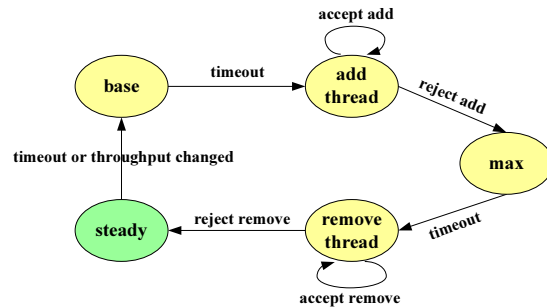 accept add
timeout
base
add
thread
reject add
max
timeout or throughput changed
steady
reject remove
remove
thread
timeout
accept remove